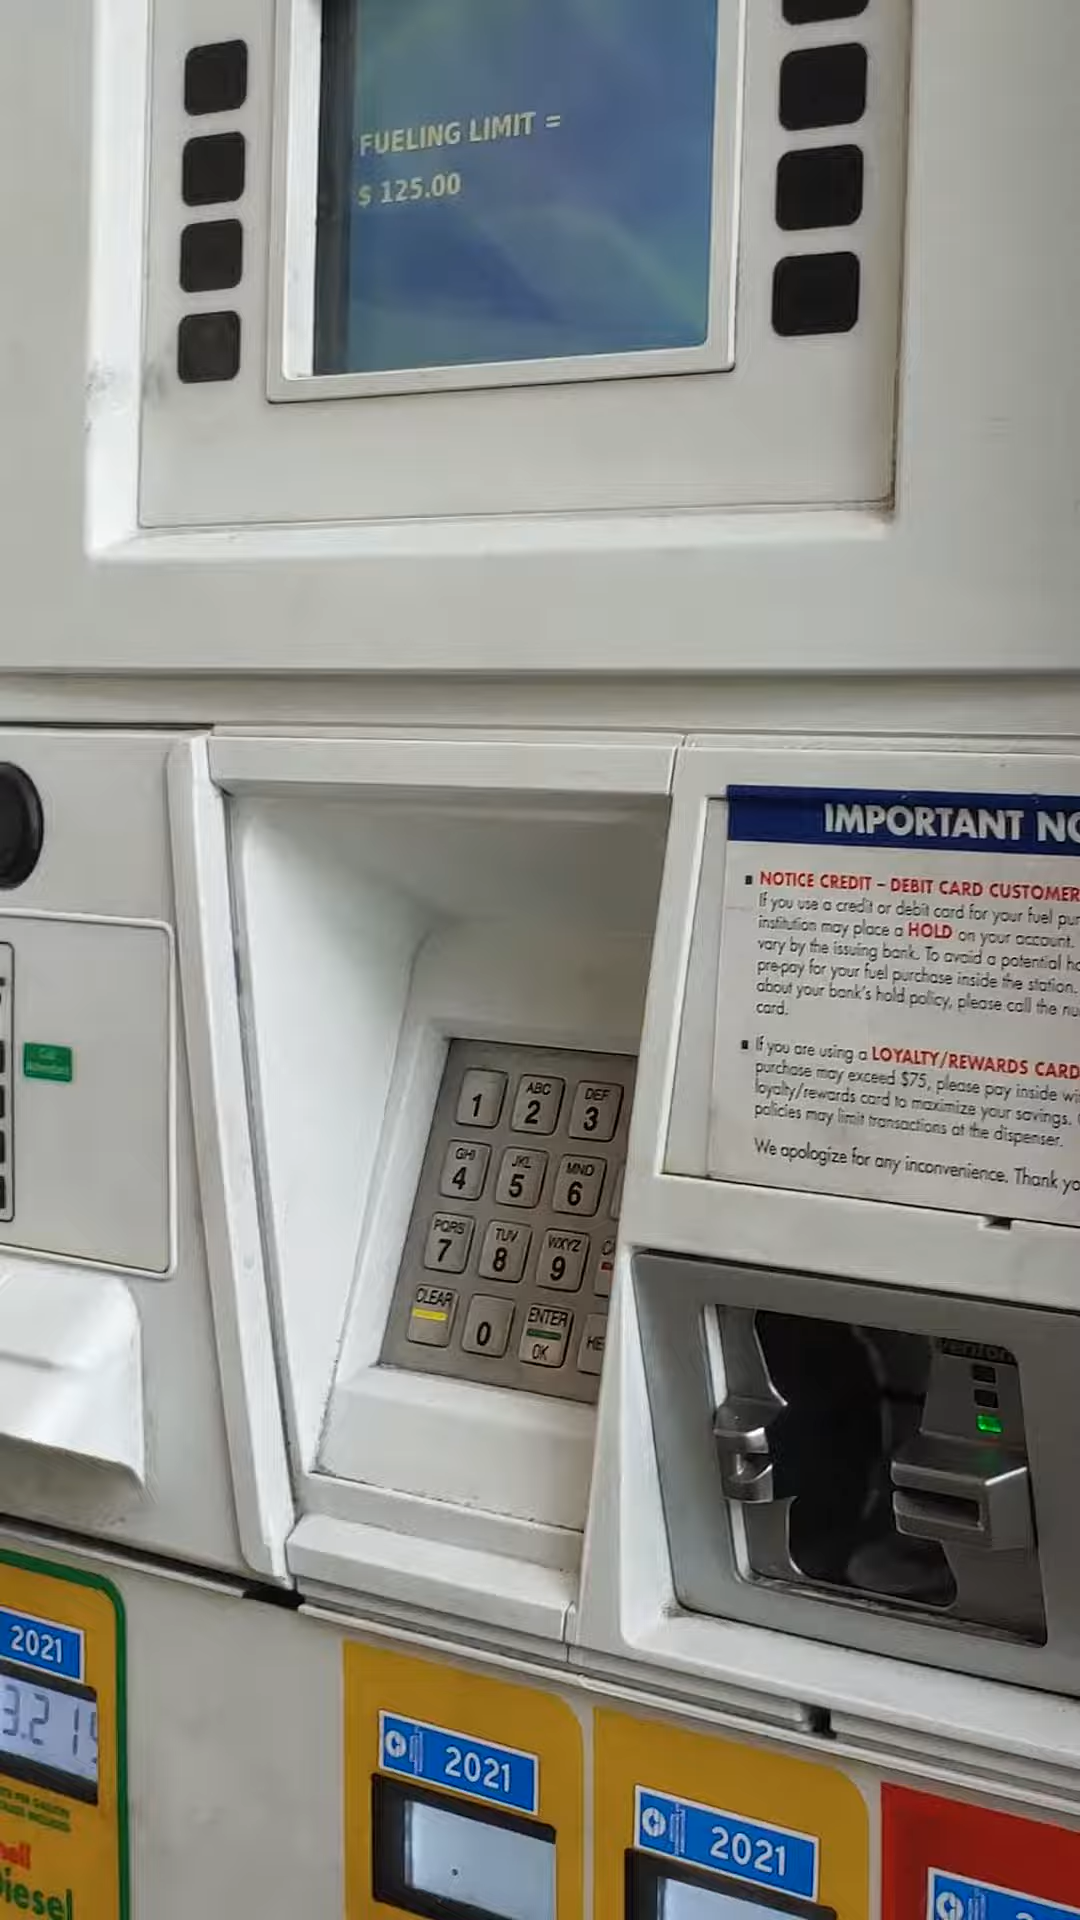 FUELING LIMIT =
$ 125.00
IMPORTANT
NOTICE CREDIT – DEBIT CARD CUSTOMER
If you use a credit or debit card for your fuel
institution may place a HOLD on your account.
vary by the issuing bank. To avoid a potential
pre-pay for your fuel purchase inside the station.
about your bank's hold policy, please call the
card.
If you are using a LOYALTY/REWARDS CARD
purchase may exceed $75, please pay inside
loyalty/rewards card to maximize your savings.
policies may limit transactions at the dispenser.
We apologize for any inconvenience. Thank
1
ABC
2
DEF
3
GHI
4
JKL
5
MNO
6
PQRS
7
TUV
8
WXYZ
9
CLEAR
0
ENTER
OK
2021
3.21
Diesel
2021
2021